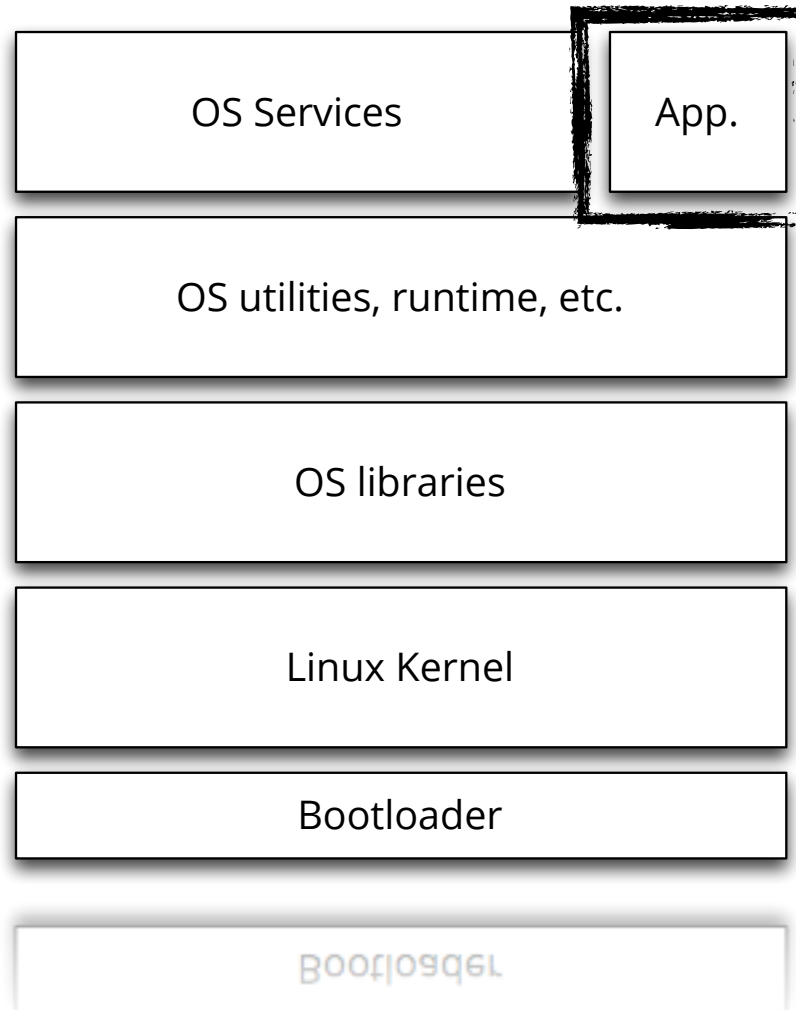 OS Services
App.
OS utilities, runtime, etc.
OS libraries
Linux Kernel
Bootloader
Bootloader